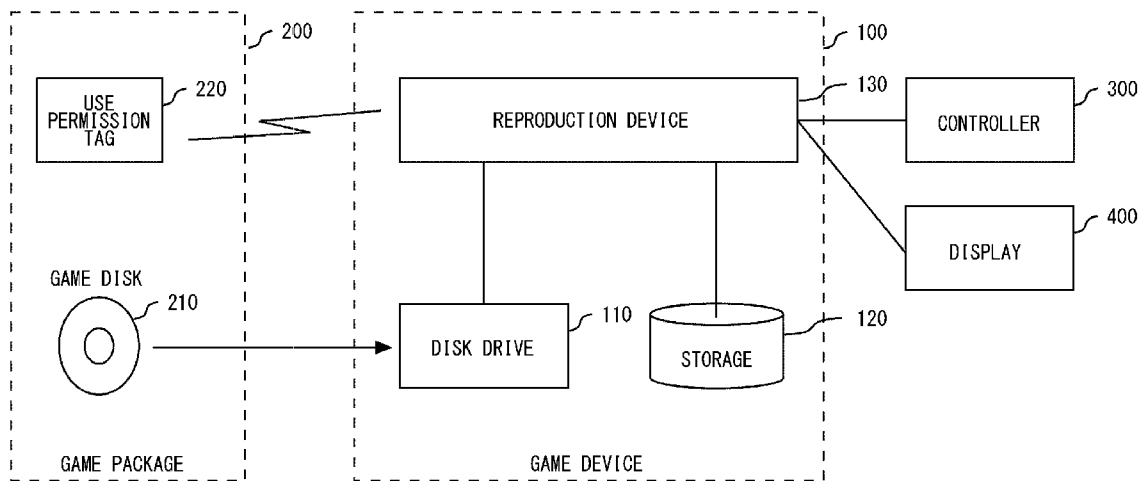 200
100
USE
PERMISSION
TAG
220
REPRODUCTION DEVICE
130
CONTROLLER
300
DISPLAY
400
GAME DISK
210
DISK DRIVE
110
STORAGE
120
GAME PACKAGE
GAME DEVICE